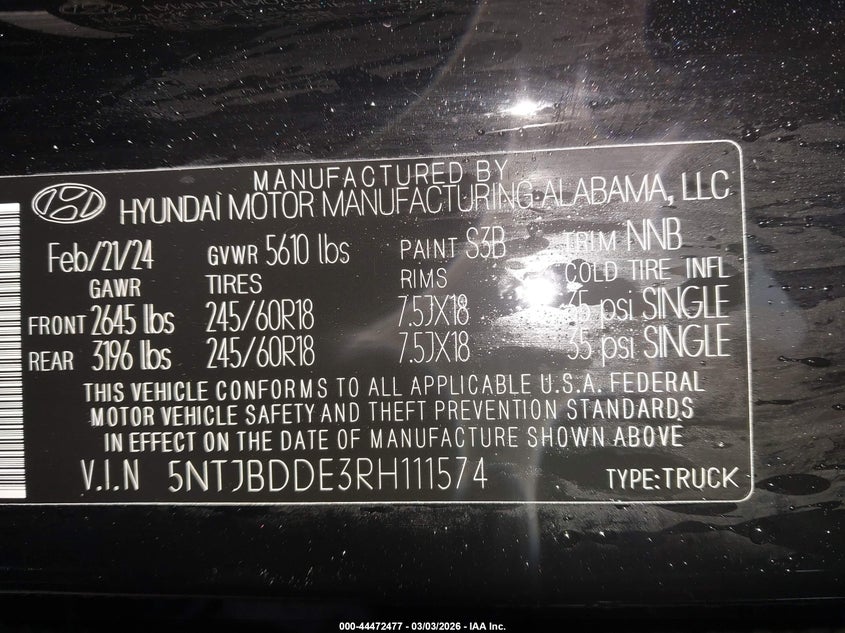 MANUFACTURED BY
HYUNDAI MOTOR MANUFACTURING ALABAMA, LLC
Feb/21/24 GVWR 5610 lbs PAINT S3B TRIM NNB
GAWR TIRES RIMS COLD TIRE INFL
FRONT 2645 lbs 245/60R18 7.5JX18 35 psi SINGLE
REAR 3196 lbs 245/60R18 7.5JX18 35 psi SINGLE
THIS VEHICLE CONFORMS TO ALL APPLICABLE U.S.A. FEDERAL
MOTOR VEHICLE SAFETY AND THEFT PREVENTION STANDARDS
IN EFFECT ON THE DATE OF MANUFACTURE SHOWN ABOVE
V.I.N 5NTJBDDE3RH111574 TYPE:TRUCK
000-44472477 - 03/03/2026 - IAA Inc.